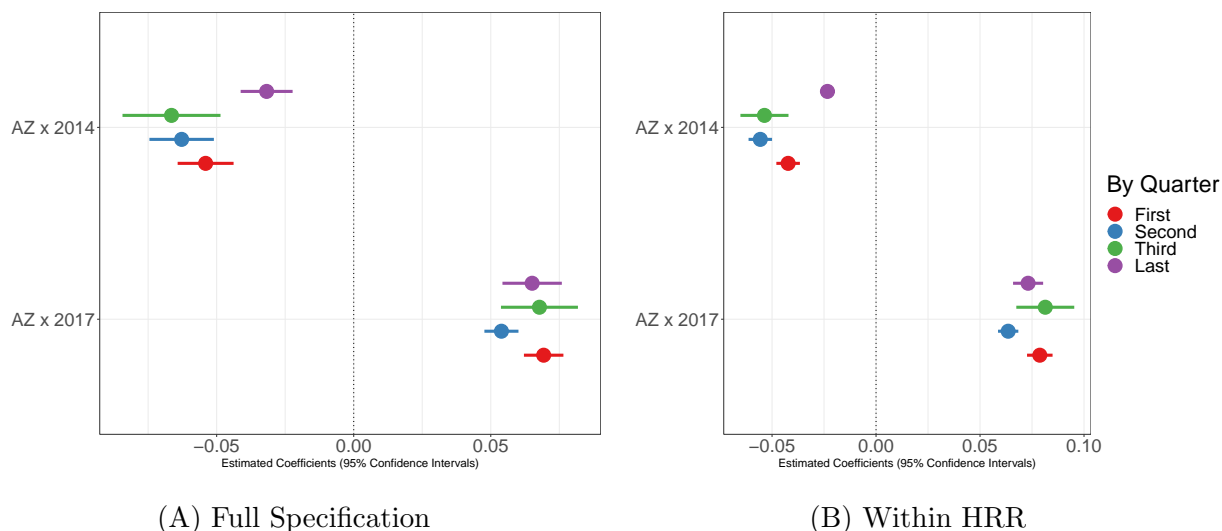 AZ x 2014
AZ x 2017
−0.05
0.00
0.05
Estimated Coefficients (95% Confidence Intervals)
(A) Full Specification
AZ x 2014
AZ x 2017
−0.05
0.00
0.05
0.10
Estimated Coefficients (95% Confidence Intervals)
(B) Within HRR
By Quarter
First
Second
Third
Last